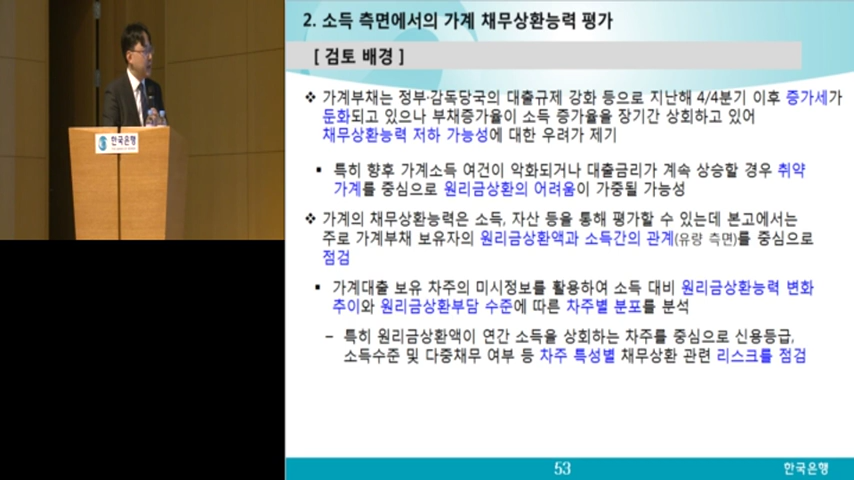 2. 소득 측면에서의 가계 채무상환능력 평가
[ 검토 배경 ]
❖ 가계부채는 정부·감독당국의 대출규제 강화 등으로 지난해 4/4분기 이후 증가세가
둔화되고 있으나 부채증가율이 소득 증가율을 장기간 상회하고 있어
채무상환능력 저하 가능성에 대한 우려가 제기
▪ 특히 향후 가계소득 여건이 악화되거나 대출금리가 계속 상승할 경우 취약
가계를 중심으로 원리금상환의 어려움이 가중될 가능성
❖ 가계의 채무상환능력은 소득, 자산 등을 통해 평가할 수 있는데 본고에서는
주로 가계부채 보유자의 원리금상환액과 소득간의 관계(유량 측면)를 중심으로
점검
▪ 가계대출 보유 차주의 미시정보를 활용하여 소득 대비 원리금상환능력 변화
추이와 원리금상환부담 수준에 따른 차주별 분포를 분석
– 특히 원리금상환액이 연간 소득을 상회하는 차주를 중심으로 신용등급,
소득수준 및 다중채무 여부 등 차주 특성별 채무상환 관련 리스크를 점검
53
한국은행
한국은행